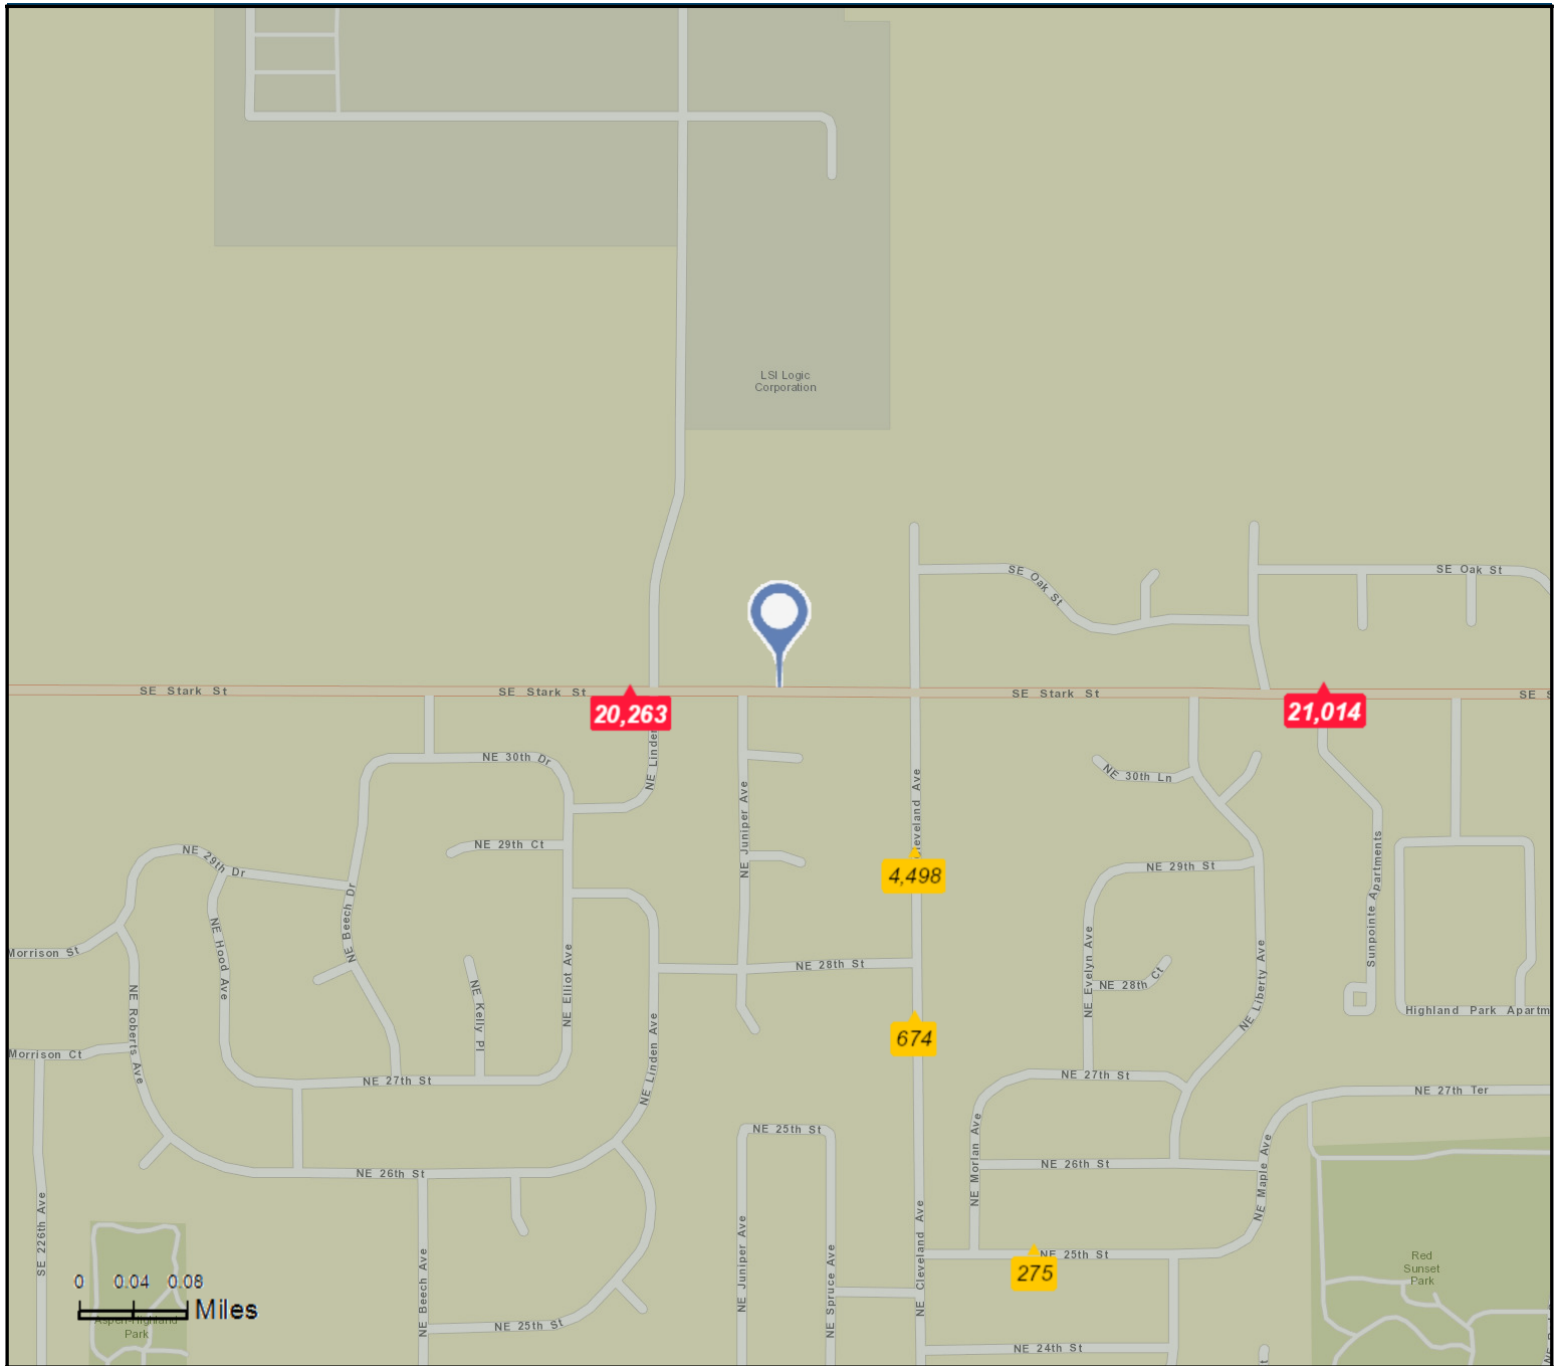 LSI Logic
Corporation
SE Oak St
SE Oak St
SE Stark St
SE Stark St
SE Stark St
SE S
20,263
21,014
NE Linden
NE 30th Dr
NE 30th Ln
NE Juniper Ave
Cleveland Ave
NE 29th Ct
NE 29th Dr
4,498
NE 29th St
Sunpointe Apartments
NE Beech Dr
NE Hood Ave
Morrison St
NE 28th St
NE Elliot Ave
NE Kelly Pl
NE Evelyn Ave
NE 28th Ct
NE Liberty Ave
Highland Park Apartm
NE Roberts Ave
674
Morrison Ct
NE Linden Ave
NE 27th St
NE 27th St
NE 27th Ter
NE 25th St
NE Morlan Ave
NE 26th St
NE 26th St
NE Maple Ave
SE 226th Ave
NE Beech Ave
NE Juniper Ave
NE Spruce Ave
NE Cleveland Ave
NE 25th St
275
Red
Sunset
Park
0 0.04 0.08
Miles
Aspen Highland
Park
NE 25th St
NE 24th St